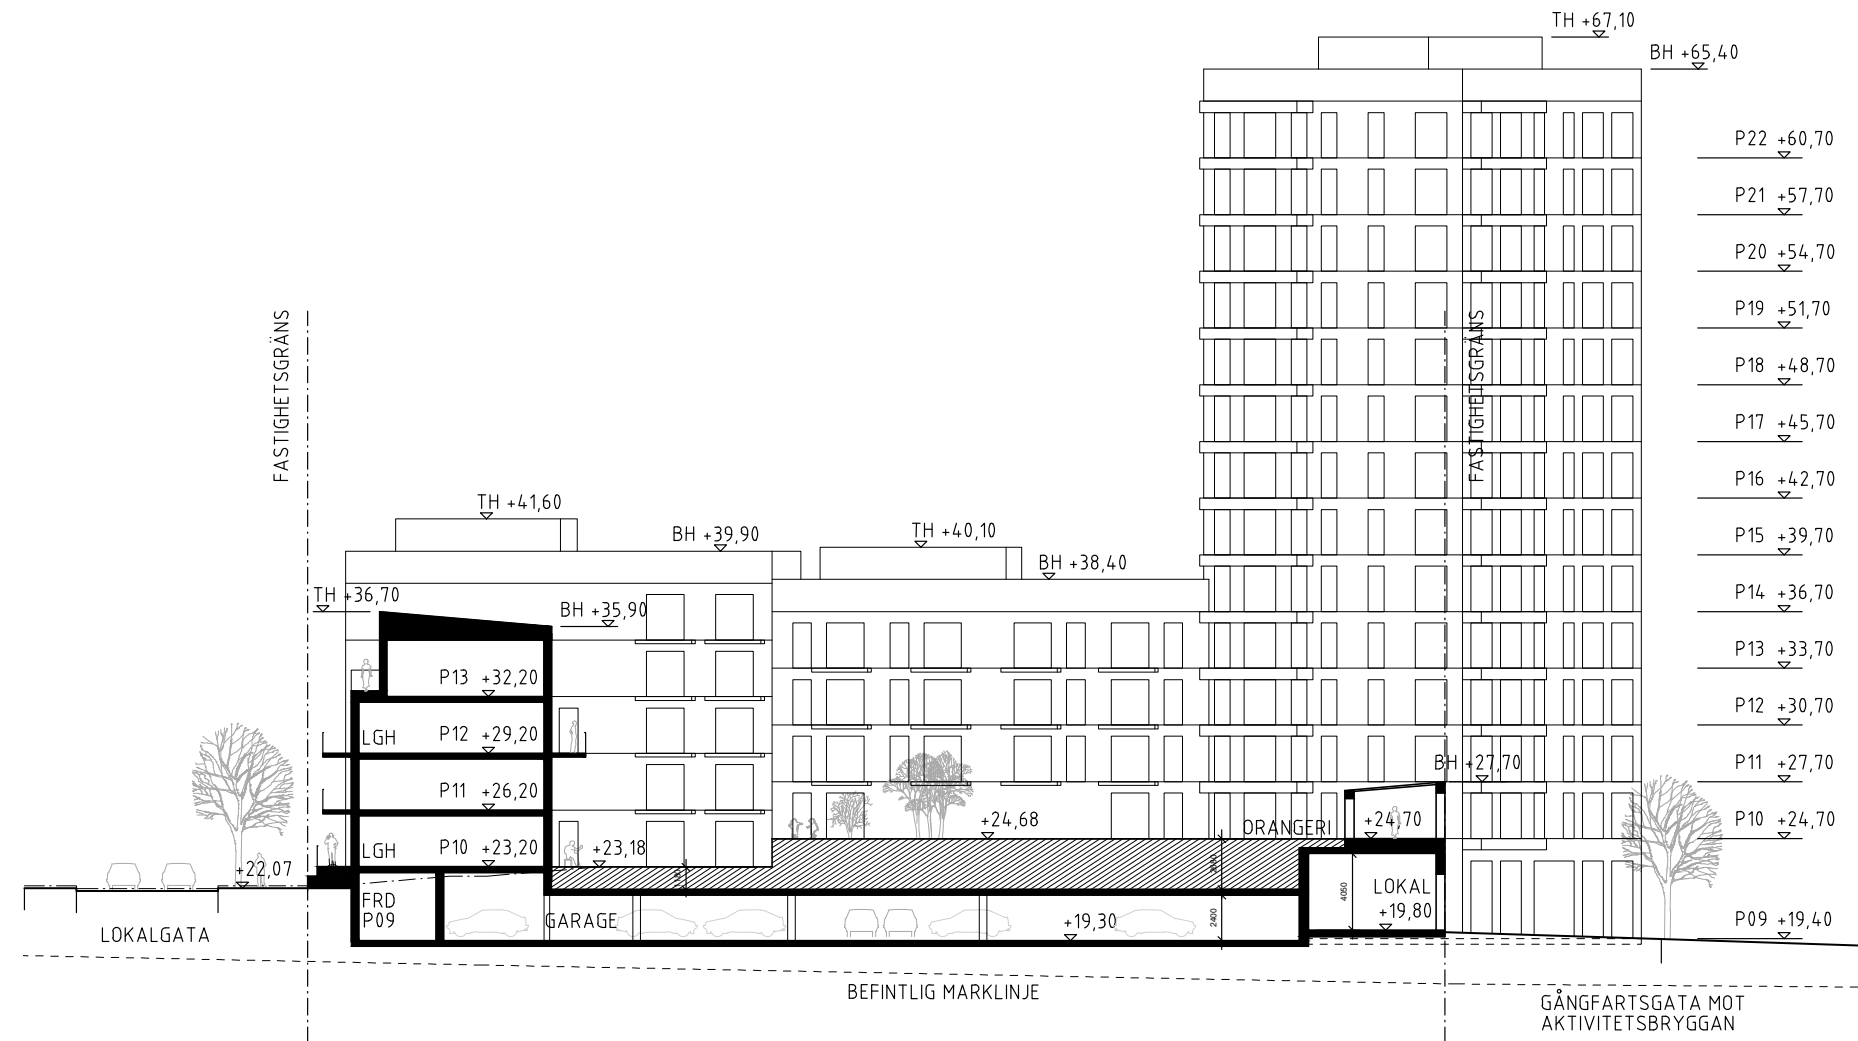 TH +67,10
BH +65,40
P22 +60,70
P21 +57,70
P20 +54,70
P19 +51,70
P18 +48,70
P17 +45,70
P16 +42,70
P15 +39,70
P14 +36,70
P13 +33,70
P12 +30,70
P11 +27,70
P10 +24,70
P09 +19,40
FASTIGHETSGRÄNS
FASTIGHETSGRÄNS
TH +41,60
BH +39,90
TH +40,10
BH +38,40
TH +36,70
BH +35,90
P13 +32,20
LGH P12 +29,20
P11 +26,20
LGH P10 +23,20
+23,18
+24,68
ORANGERI
+24,70
BH +27,70
+22,07
FRD
P09
GARAGE
+19,30
2400
4050
LOKAL
+19,80
LOKALGATA
BEFINTLIG MARKLINJE
GÅNGFARTSGATA MOT
AKTIVITETSBRYGGAN